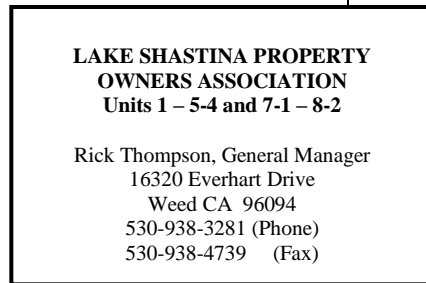 LAKE SHASTINA PROPERTY
OWNERS ASSOCIATION
Units 1 – 5-4 and 7-1 – 8-2
Rick Thompson, General Manager
16320 Everhart Drive
Weed CA 96094
530-938-3281 (Phone)
530-938-4739 (Fax)